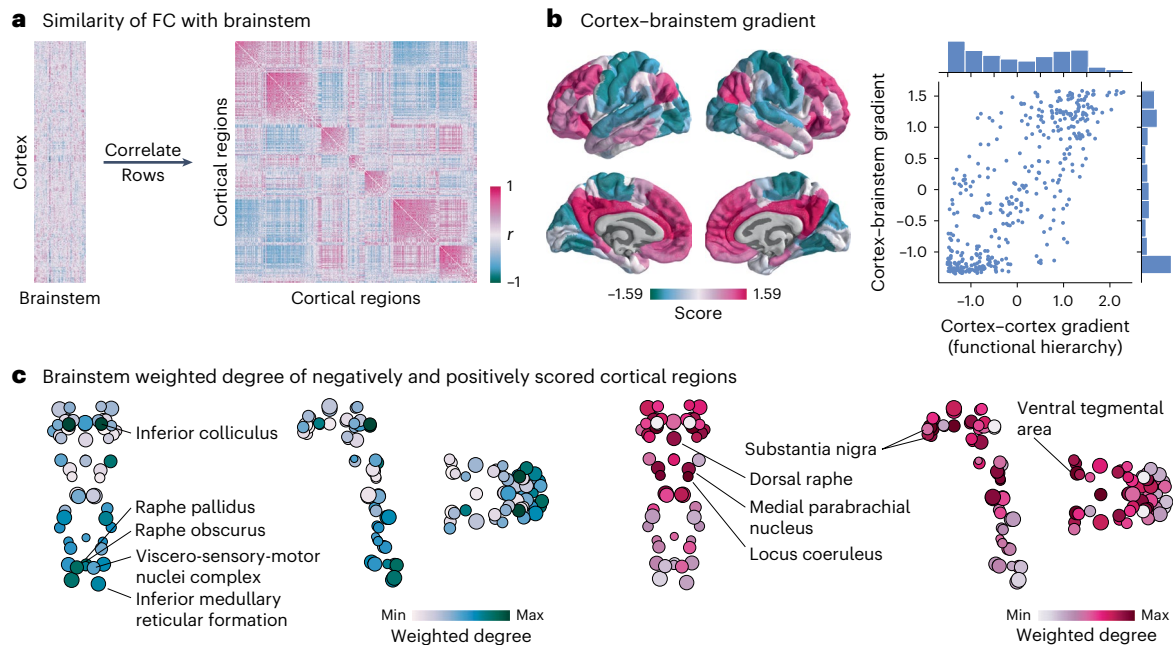 a Similarity of FC with brainstem
Cortex
Brainstem
Correlate
Rows
Cortical regions
Cortical regions
1
r
–1
b Cortex–brainstem gradient
–1.59
1.59
Score
Cortex–brainstem gradient
1.5
1.0
0.5
0
–0.5
–1.0
–1.0
0
1.0
2.0
Cortex–cortex gradient
(functional hierarchy)
c Brainstem weighted degree of negatively and positively scored cortical regions
Inferior colliculus
Raphe pallidus
Raphe obscurus
Viscero-sensory-motor
nuclei complex
Inferior medullary
reticular formation
Min
Max
Weighted degree
Substantia nigra
Dorsal raphe
Medial parabrachial
nucleus
Locus coeruleus
Ventral tegmental
area
Min
Max
Weighted degree